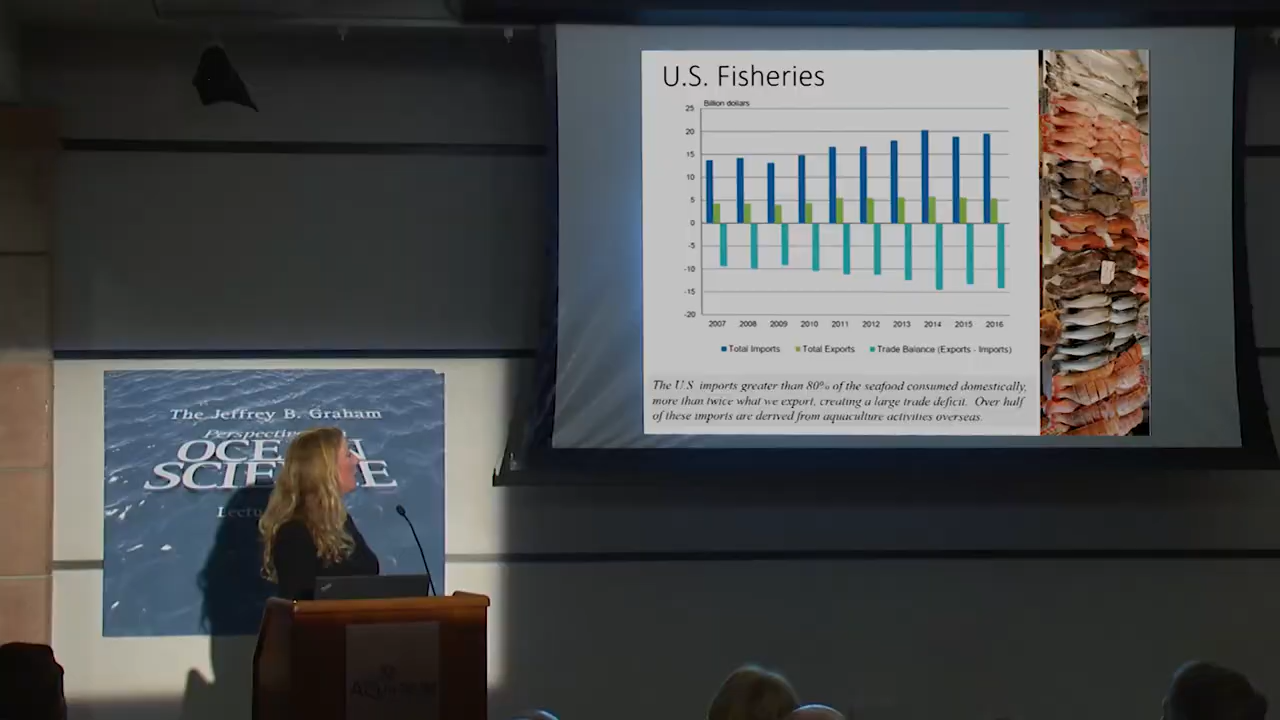 U.S. Fisheries
Billion dollars
25
20
15
10
5
0
-5
-10
-15
-20
2007 2008 2009 2010 2011 2012 2013 2014 2015 2016
Total Imports Total Exports Trade Balance (Exports - Imports)
The U.S. imports greater than 80% of the seafood consumed domestically,
more than twice what we export, creating a large trade deficit. Over half
of these imports are derived from aquaculture activities overseas.
The Jeffrey B. Graham
OCEAN
SCIENCE